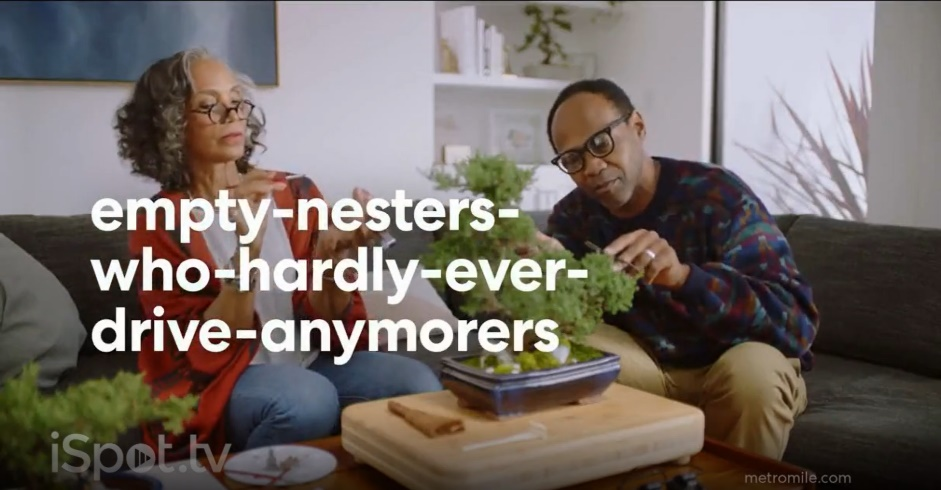 empty-nesters-
who-hardly-ever-
drive-anymorers
iSpot.tv
metromile.com